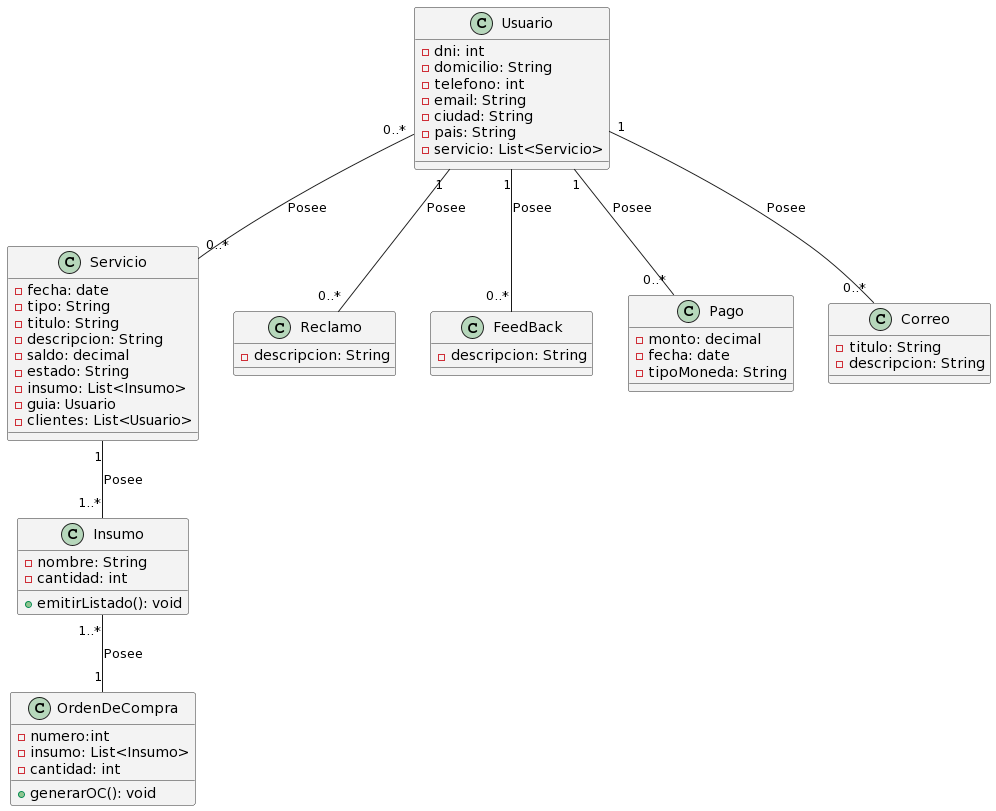 C Usuario
dni: int
domicilio: String
telefono: int
email: String
ciudad: String
pais: String
servicio: List<Servicio>
0..*
1
1
1
1
Posee
Posee
Posee
Posee
Posee
0..*
0..*
0..*
0..*
0..*
C Servicio
fecha: date
tipo: String
titulo: String
descripcion: String
saldo: decimal
estado: String
insumo: List<Insumo>
guia: Usuario
clientes: List<Usuario>
C Reclamo
descripcion: String
C FeedBack
descripcion: String
C Pago
monto: decimal
fecha: date
tipoMoneda: String
C Correo
titulo: String
descripcion: String
1
Posee
1..*
C Insumo
nombre: String
cantidad: int
emitirListado(): void
1..*
Posee
1
C OrdenDeCompra
numero:int
insumo: List<Insumo>
cantidad: int
generarOC(): void